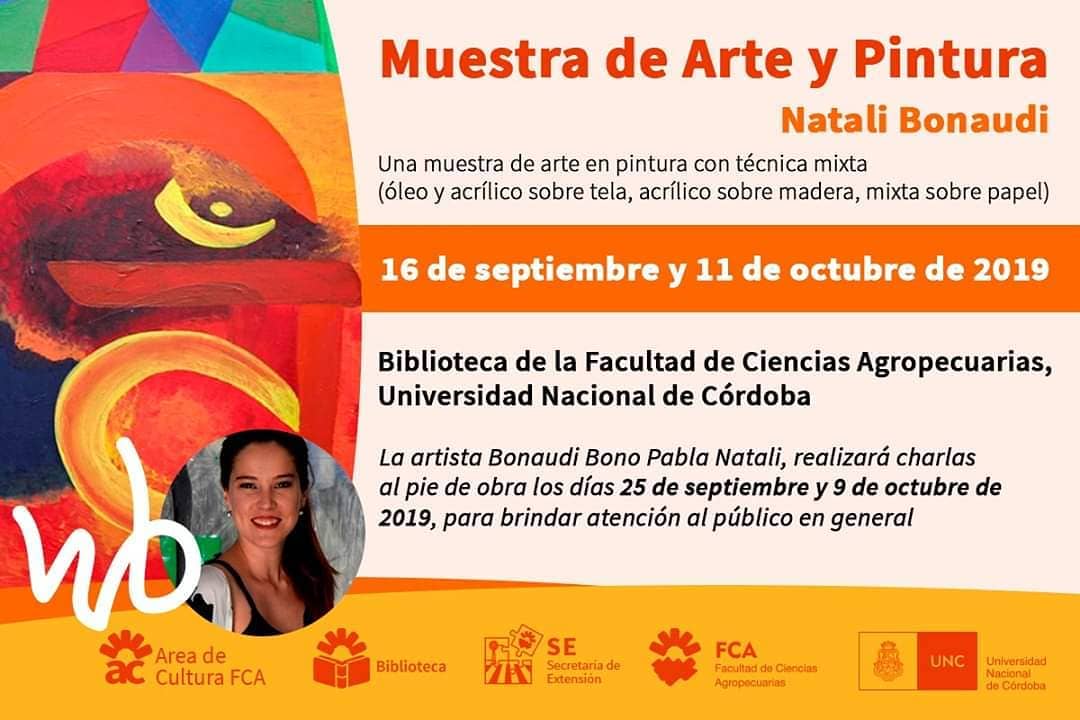 Muestra de Arte y Pintura
Natali Bonaudi
Una muestra de arte en pintura con técnica mixta
(óleo y acrílico sobre tela, acrílico sobre madera, mixta sobre papel)
16 de septiembre y 11 de octubre de 2019
Biblioteca de la Facultad de Ciencias Agropecuarias,
Universidad Nacional de Córdoba
La artista Bonaudi Bono Pabla Natali, realizará charlas
al pie de obra los días 25 de septiembre y 9 de octubre de
2019, para brindar atención al público en general
nb
ac
Area de
Cultura FCA
Biblioteca
SE
Secretaría de
Extensión
FCA
Facultad de Ciencias
Agropecuarias
UNC
Universidad
Nacional
de Córdoba